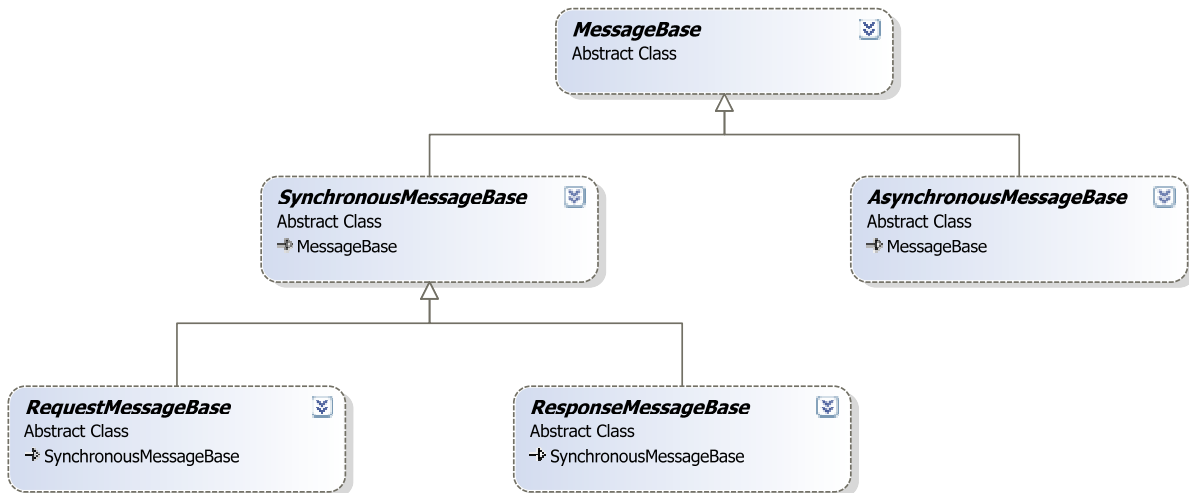 MessageBase
Abstract Class
SynchronousMessageBase
Abstract Class
MessageBase
AsynchronousMessageBase
Abstract Class
MessageBase
RequestMessageBase
Abstract Class
SynchronousMessageBase
ResponseMessageBase
Abstract Class
SynchronousMessageBase